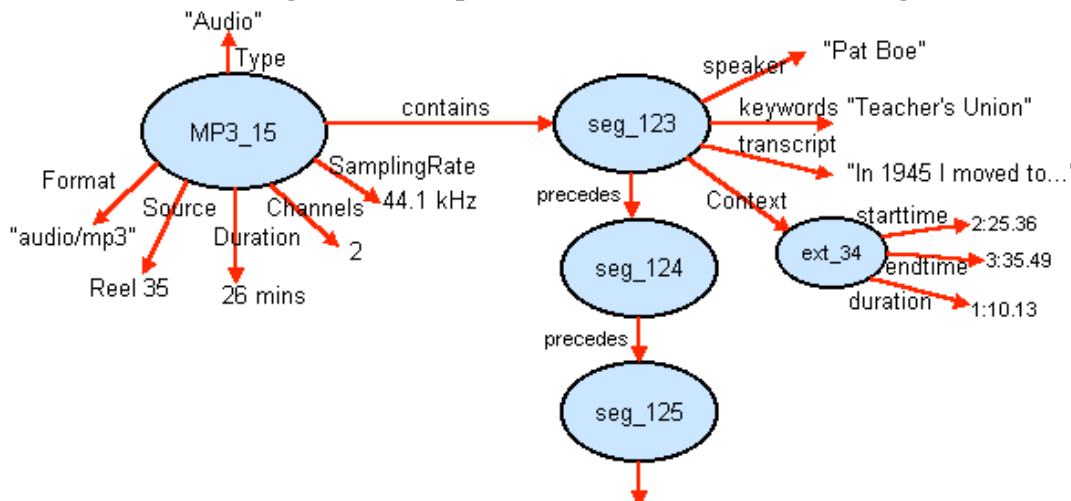 "Audio"
Type
"Pat Boe"
speaker
contains
keywords "Teacher's Union"
MP3_15
seg_123
transcript
SamplingRate
"In 1945 I moved to..."
Format
precedes
44.1 kHz
Source
Channels
Context
Duration
starttime
2:25.36
"audio/mp3"
2
ext_34
endtime
3:35.49
seg_124
Reel 35
26 mins
duration
1:10.13
precedes
seg_125